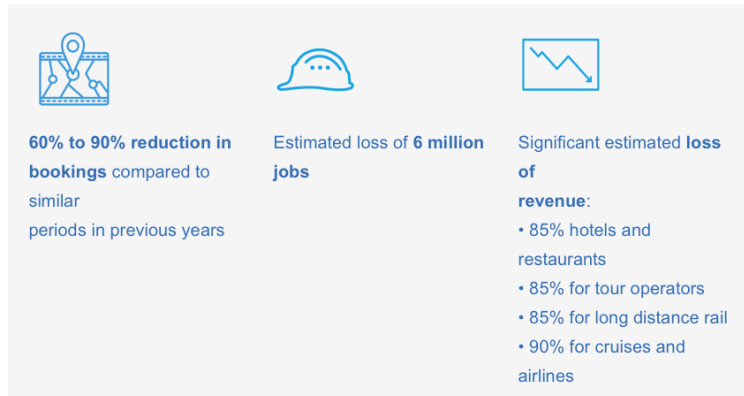 60% to 90% reduction in
bookings compared to
similar
periods in previous years
Estimated loss of 6 million
jobs
Significant estimated loss
of
revenue:
• 85% hotels and
restaurants
• 85% for tour operators
• 85% for long distance rail
• 90% for cruises and
airlines